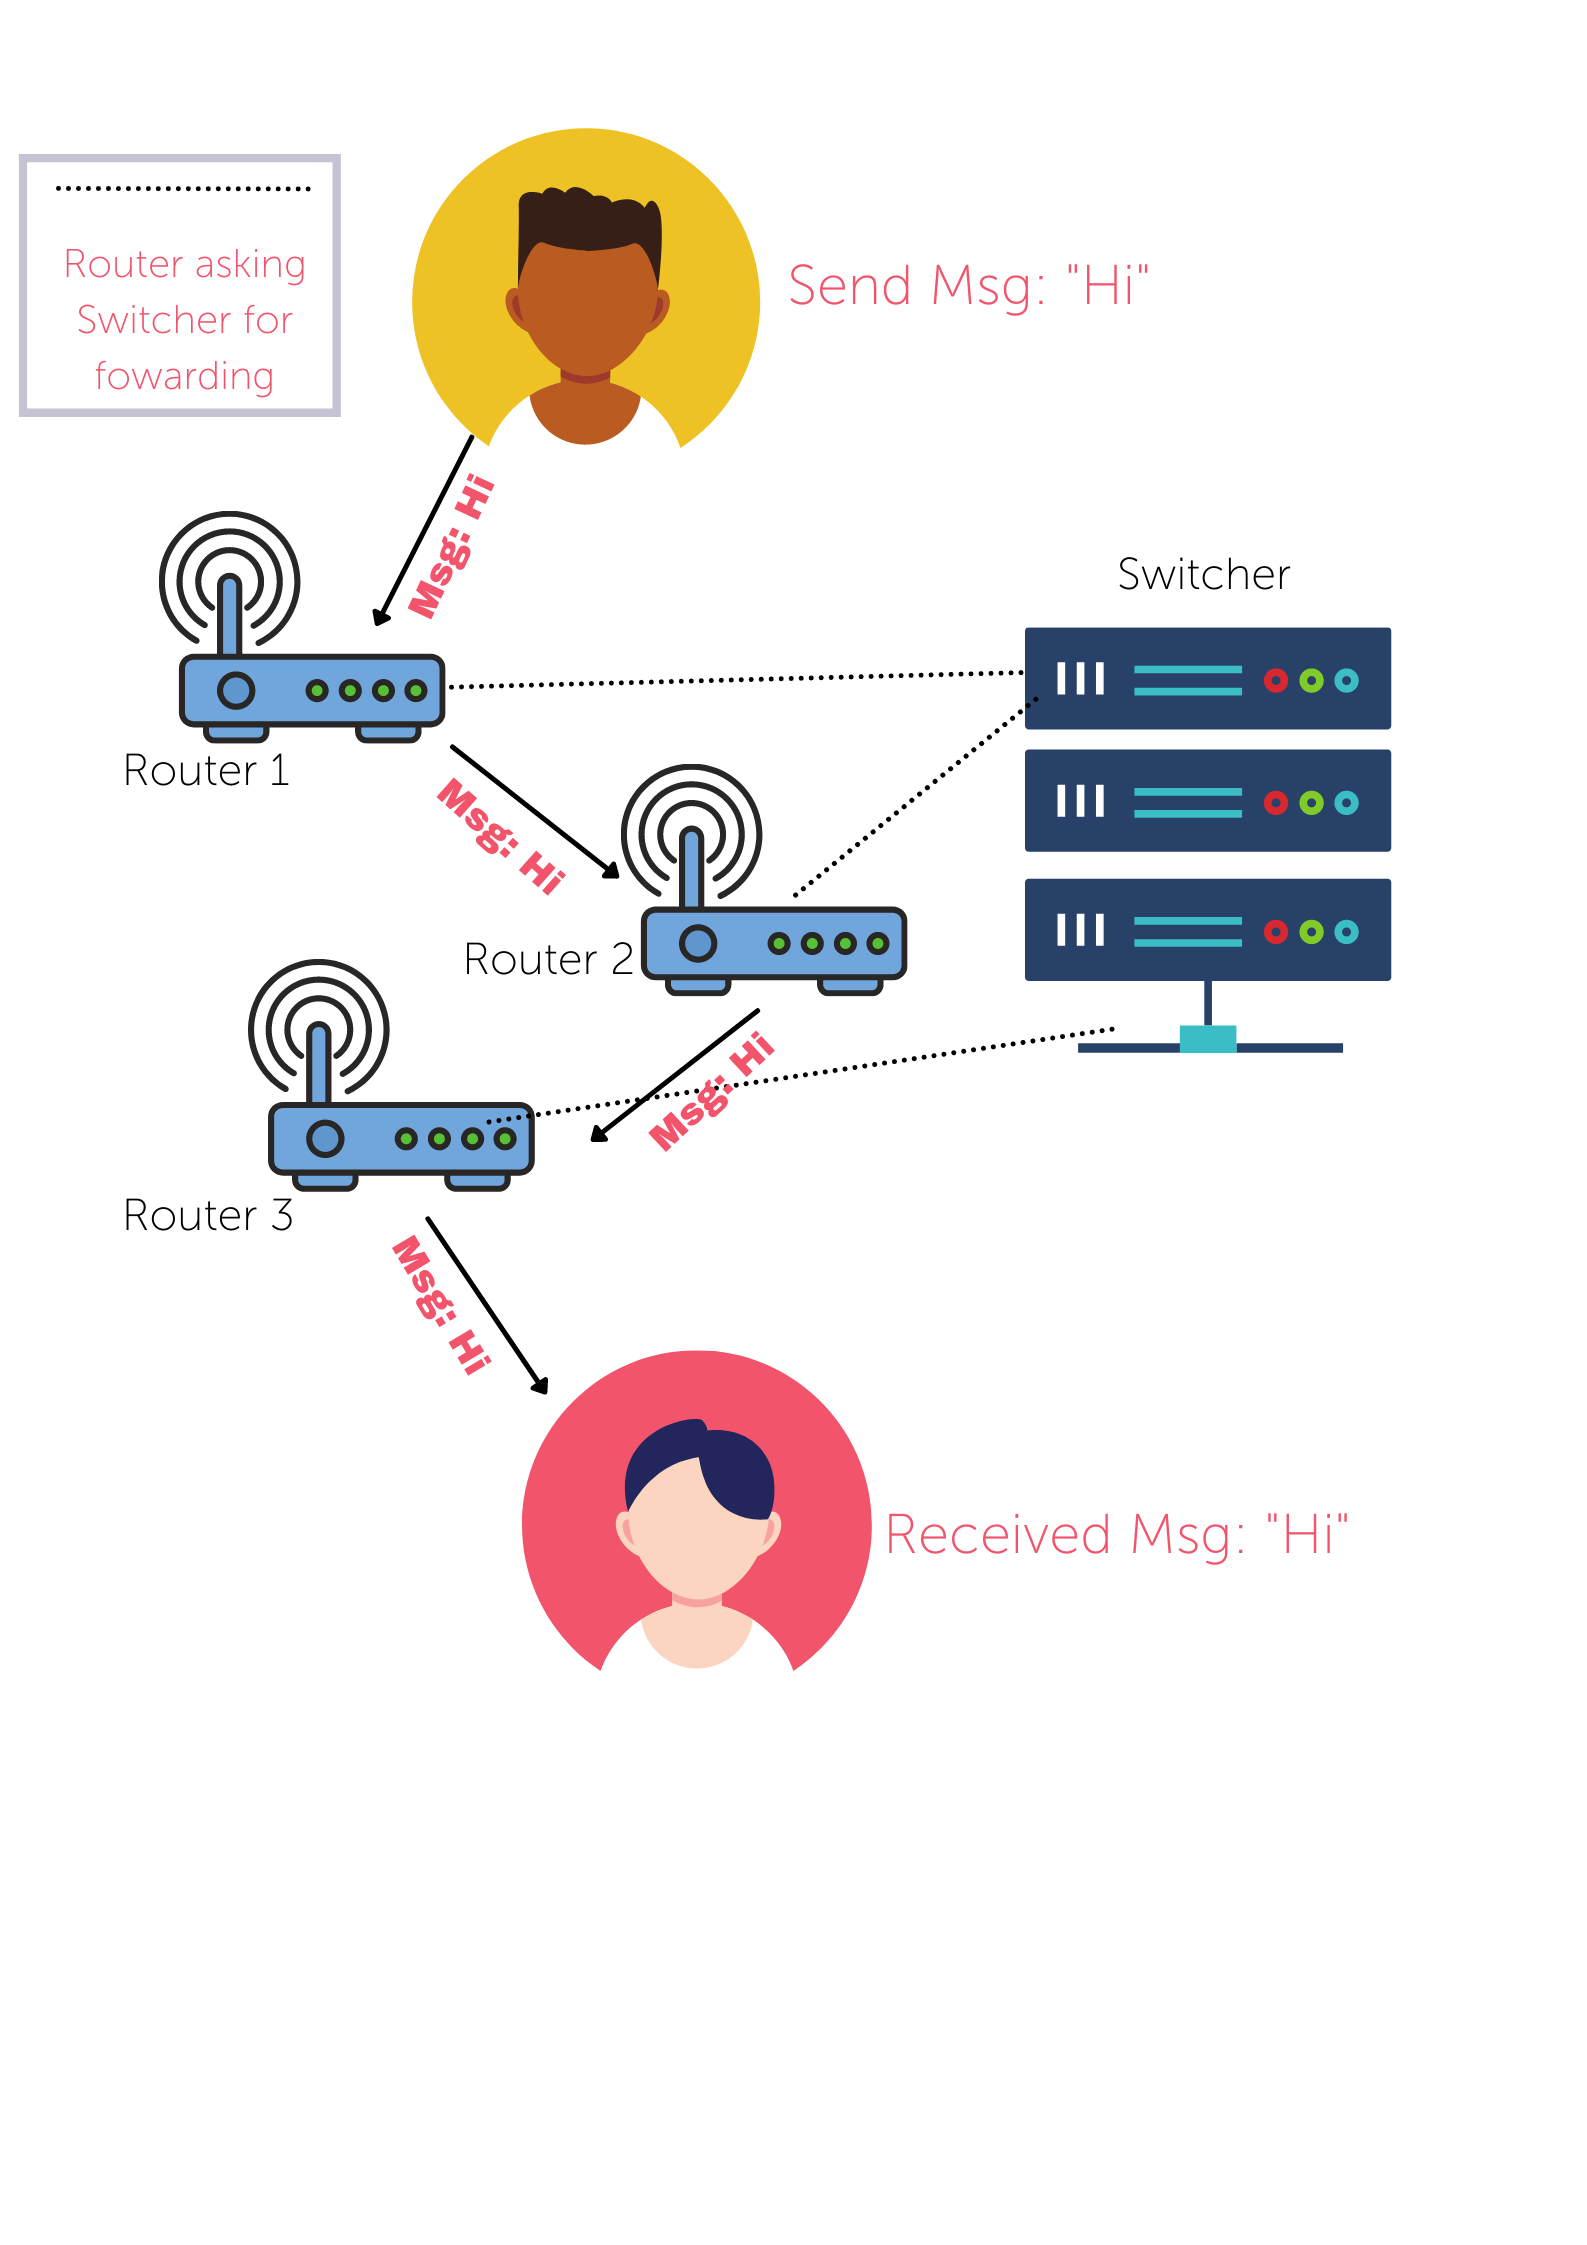 Router asking
Switcher for
fowarding
Send Msg: "Hi"
Msg: Hi
Switcher
Router 1
Msg: Hi
Router 2
Msg: Hi
Router 3
Msg: Hi
Received Msg: "Hi"